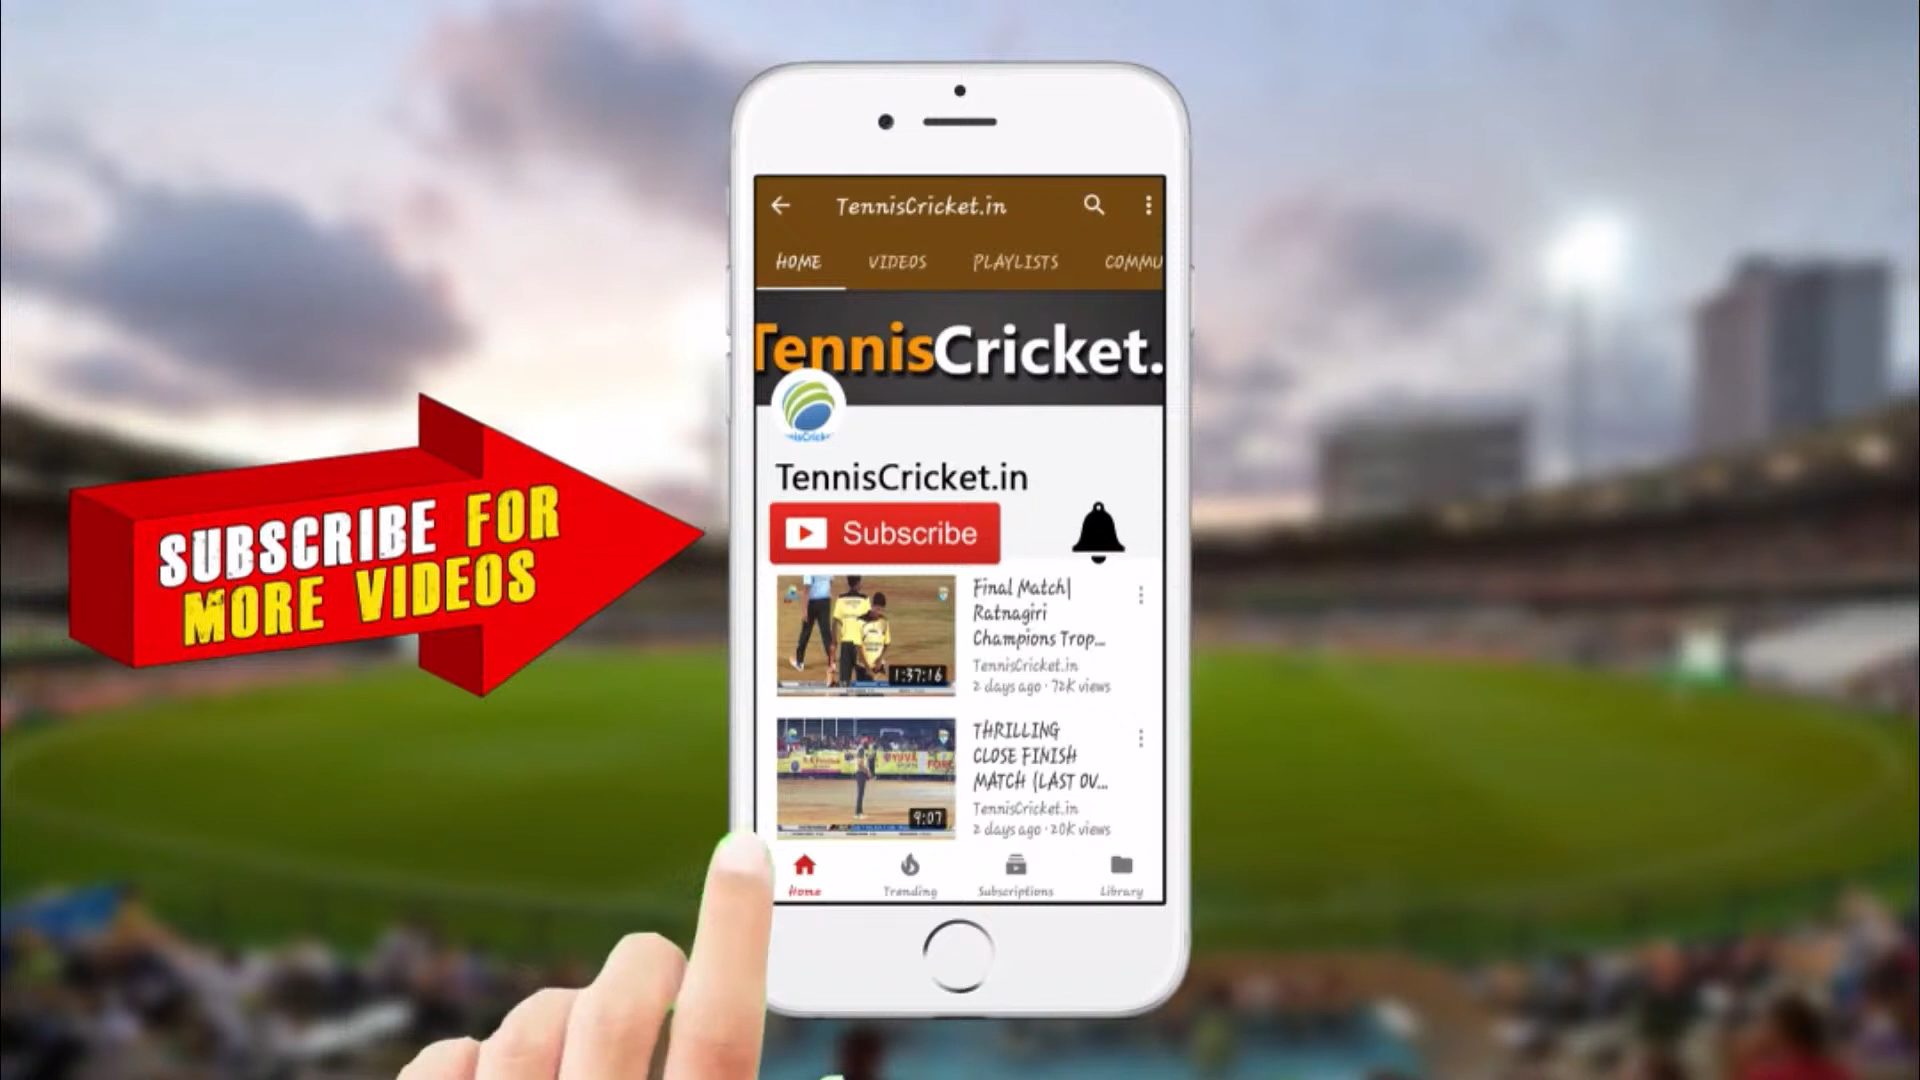 TennisCricket.in
HOME VIDEOS PLAYLISTS COMMU
TennisCricket.
TennisCricket.in
SUBSCRIBE FOR
MORE VIDEOS
Subscribe
Final Match|
Ratnagiri
Champions Trop...
TennisCricket.in
2 days ago · 72K views
1:37:16
THRILLING
CLOSE FINISH
MATCH (LAST OV...
TennisCricket.in
2 days ago · 20K views
9:07
Home Trending Subscriptions Library